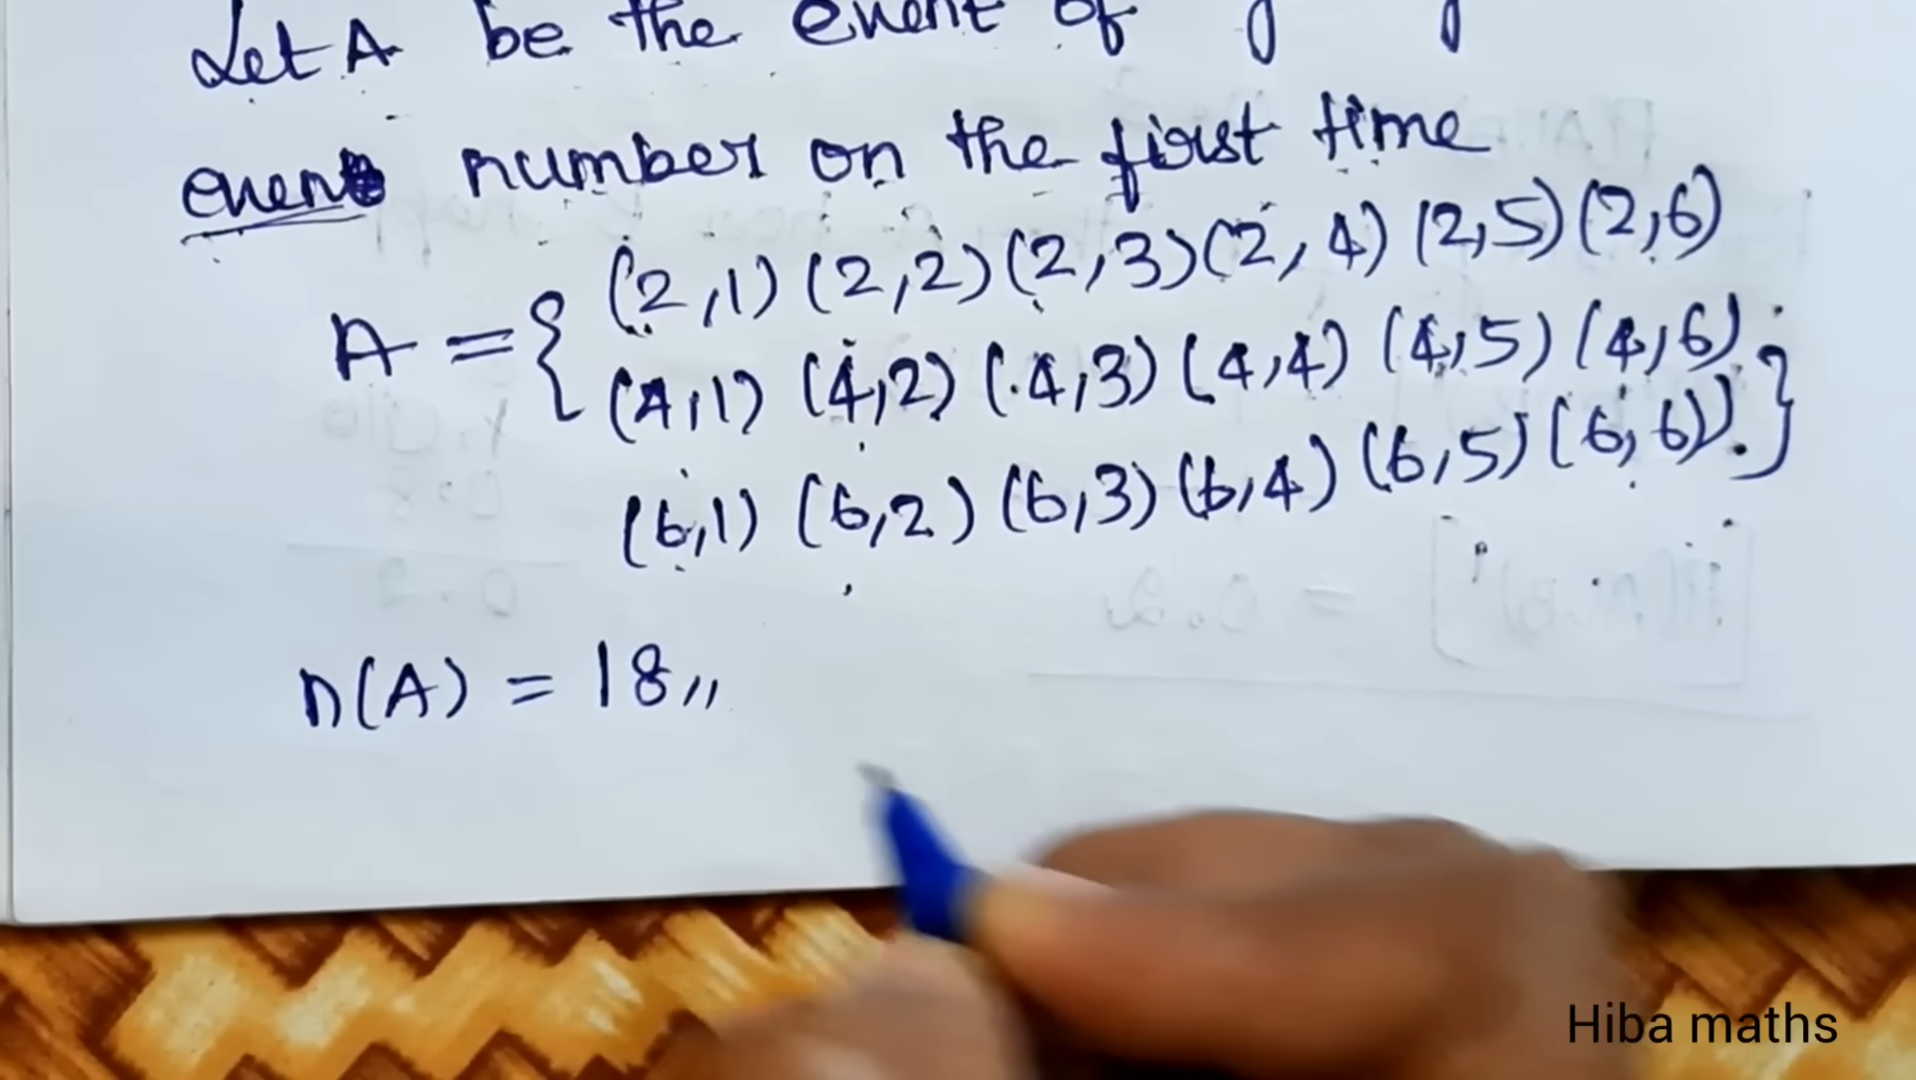 Let A be the event of
even number on the first time
(2,1) (2,2) (2,3) (2,4) (2,5) (2,6)
A = { (4,1) (4,2) (4,3) (4,4) (4,5) (4,6)
(6,1) (6,2) (6,3) (6,4) (6,5) (6,6) }
n(A) = 18,,
Hiba maths